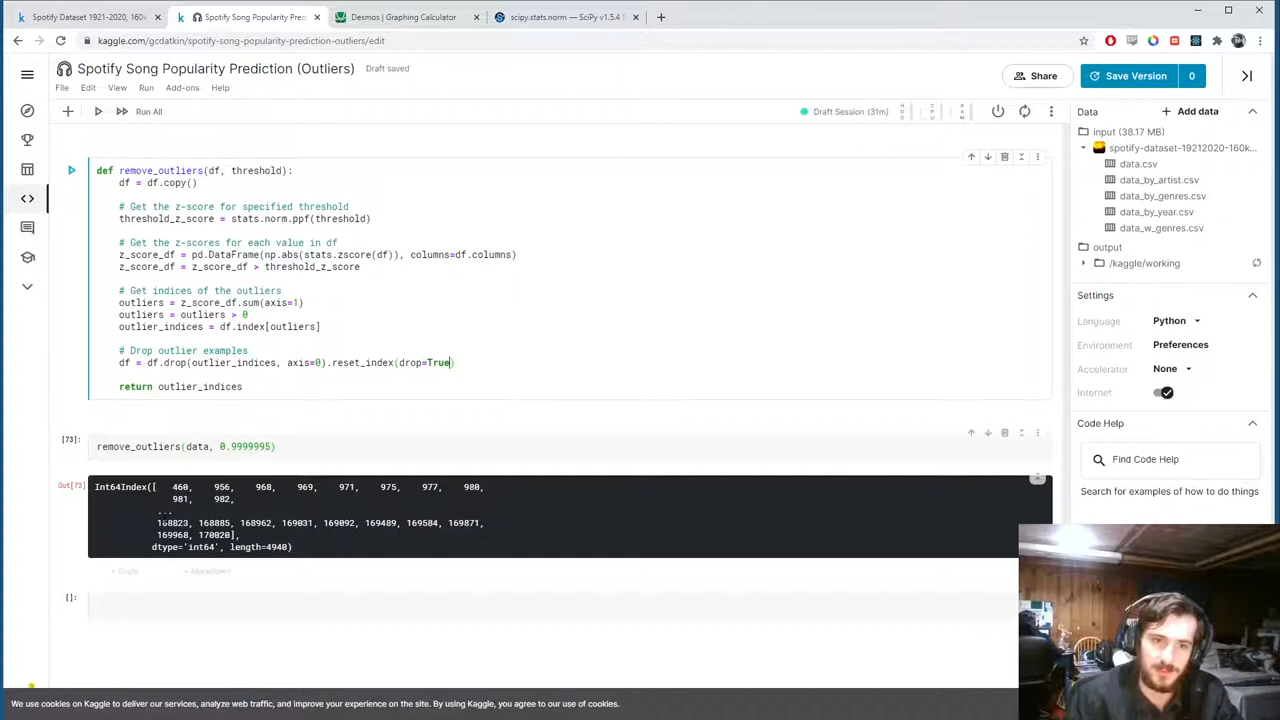 Spotify Dataset 1921-2020, 160k
Spotify Song Popularity Pred
Desmos | Graphing Calculator
scipy.stats.norm — SciPy v1.5.4
kaggle.com/gcdatkin/spotify-song-popularity-prediction-outliers/edit
Spotify Song Popularity Prediction (Outliers)
Draft saved
File Edit View Run Add-ons Help
Share
Save Version
0
Run All
Draft Session (31m)
Data
Add data
input (38.17 MB)
spotify-dataset-19212020-160k...
data.csv
data_by_artist.csv
data_by_genres.csv
data_by_year.csv
data_w_genres.csv
output
/kaggle/working
Settings
Language Python
Environment Preferences
Accelerator None
Internet
Code Help
Find Code Help
Search for examples of how to do things
def remove_outliers(df, threshold):
df = df.copy()
# Get the z-score for specified threshold
threshold_z_score = stats.norm.ppf(threshold)
# Get the z-scores for each value in df
z_score_df = pd.DataFrame(np.abs(stats.zscore(df)), columns=df.columns)
z_score_df = z_score_df > threshold_z_score
# Get indices of the outliers
outliers = z_score_df.sum(axis=1)
outliers = outliers > 0
outlier_indices = df.index[outliers]
# Drop outlier examples
df = df.drop(outlier_indices, axis=0).reset_index(drop=True)
return outlier_indices
[73]:
remove_outliers(data, 0.9999995)
Out[73]
Int64Index([ 460, 956, 968, 969, 971, 975, 977, 980,
981, 982,
...
168823, 168885, 168962, 169031, 169092, 169489, 169584, 169871,
169968, 170020],
dtype='int64', length=4940)
+ Code
+ Markdown
[]:
We use cookies on Kaggle to deliver our services, analyze web traffic, and improve your experience on the site. By using Kaggle, you agree to our use of cookies.